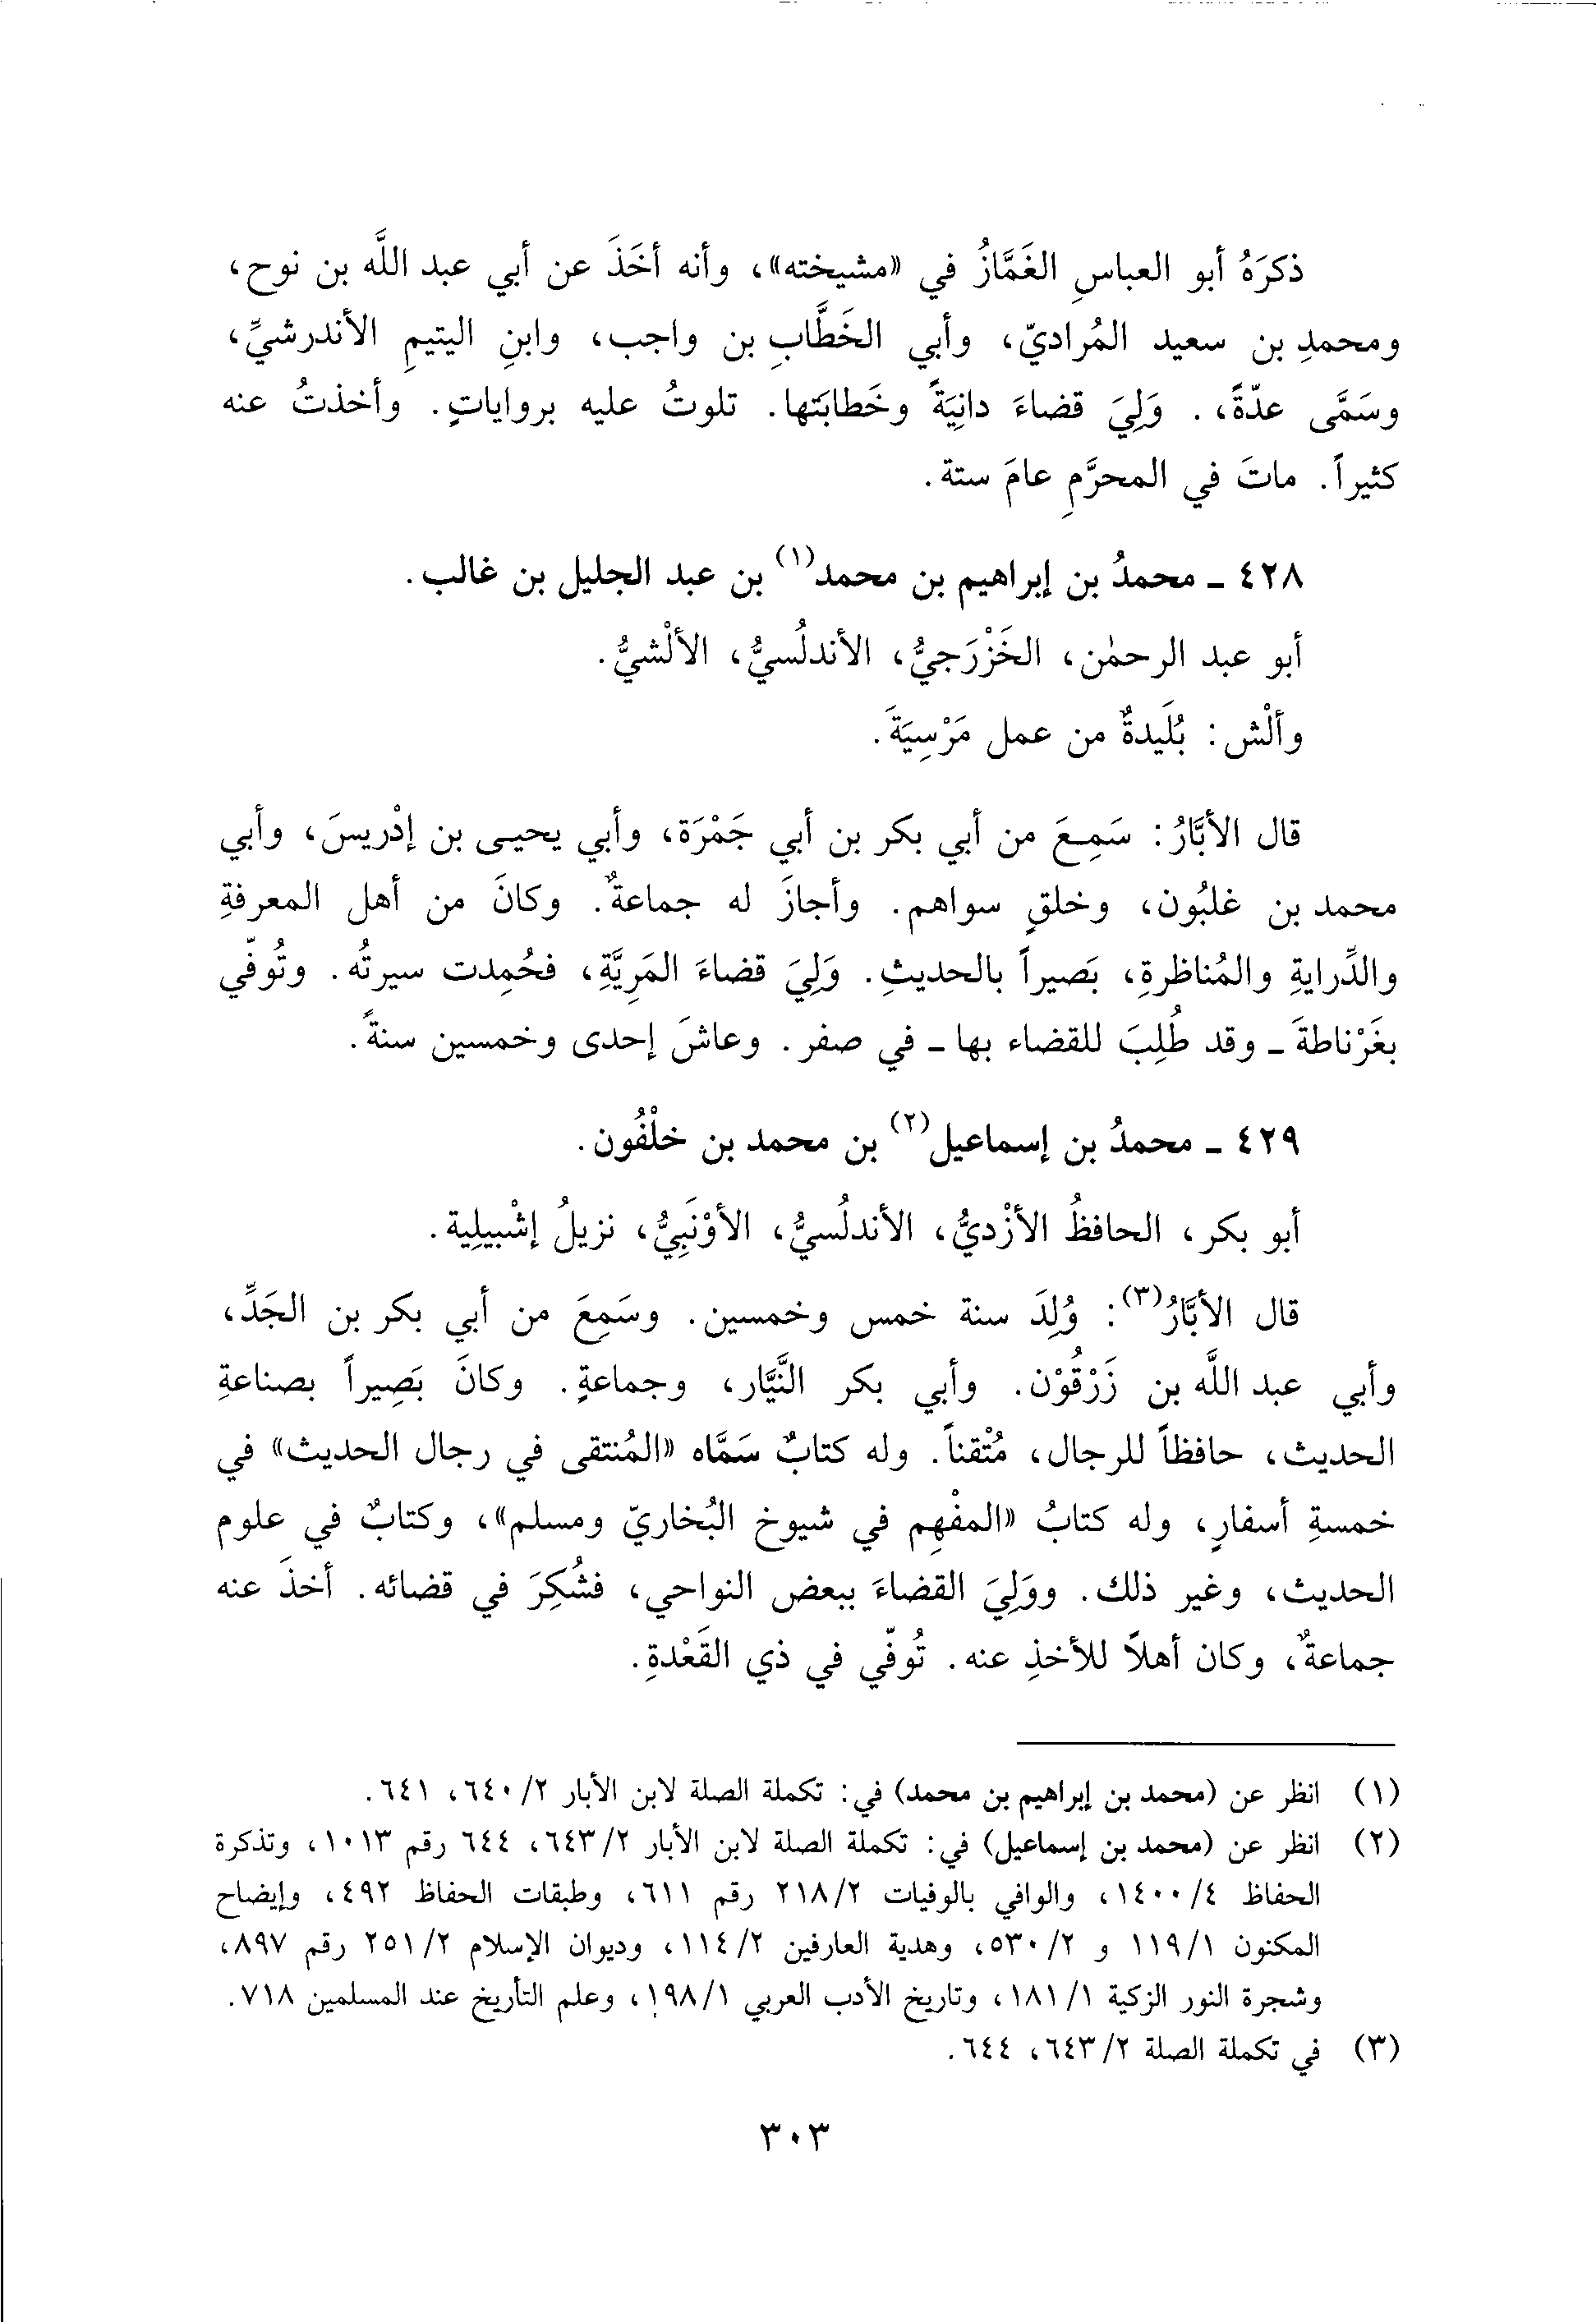 ذكرَهُ أبو العباسِ الغَمَّازُ في «مشيخته»، وأنه أخَذَ عن أبي عبد اللَّه بن نوح،
ومحمدِ بن سعيد المُراديّ، وأبي الخَطَّابِ بن واجب، وابنِ اليتيمِ الأندرشيِّ،
وسَمَّى عدّةً،. وَلِيَ قضاءَ دانِيَةً وخَطابَتها. تلوتُ عليه برواياتٍ. وأخذتُ عنه
كثيراً. ماتَ في المحرَّمِ عامَ ستة.
٤٢٨ ـ محمدُ بن إبراهيم بن محمد(١) بن عبد الجليل بن غالب.
أبو عبد الرحمٰن، الخَزْرَجيُّ، الأندلُسيُّ، الألْشيُّ.
وألْش: بُلَيدةٌ من عمل مَرْسِيَةَ.
قال الأبَّارُ: سَمِعَ من أبي بكر بن أبي جَمْرَة، وأبي يحيى بن إدْريسَ، وأبي
محمد بن غلبُون، وخلقٍ سواهم. وأجازَ له جماعةٌ. وكانَ من أهل المعرفةِ
والدِّرايةِ والمُناظرةِ، بَصيراً بالحديثِ. وَلِيَ قضاءَ المَرِيَّةِ، فحُمِدت سيرتُه. وتُوفّي
بغَرْناطةَ ـ وقد طُلِبَ للقضاء بها ـ في صفر. وعاشَ إحدى وخمسين سنةً.
٤٢٩ ـ محمدُ بن إسماعيل(٢) بن محمد بن خلْفُون.
أبو بكر، الحافظُ الأزْديُّ، الأندلُسيُّ، الأوْنَبِيُّ، نزيلُ إشْبيلِية.
قال الأبَّارُ(٣): وُلِدَ سنة خمس وخمسين. وسَمِعَ من أبي بكر بن الجَدِّ،
وأبي عبد اللَّه بن زَرْقُوْن. وأبي بكر النَّيَّار، وجماعةٍ. وكانَ بَصِيراً بصناعةِ
الحديث، حافظاً للرجال، مُتْقناً. وله كتابٌ سَمَّاه «المُنتقى في رجال الحديث» في
خمسةِ أسفارٍ، وله كتابُ «المفْهِم في شيوخ البُخاريّ ومسلم»، وكتابٌ في علوم
الحديث، وغير ذلك. ووَلِيَ القضاءَ ببعض النواحي، فشُكِرَ في قضائه. أخذَ عنه
جماعةٌ، وكان أهلاً للأخذِ عنه. تُوفّي في ذي القَعْدةِ.
(١) انظر عن (محمد بن إبراهيم بن محمد) في: تكملة الصلة لابن الأبار ٦٤٠/٢، ٦٤١.
(٢) انظر عن (محمد بن إسماعيل) في: تكملة الصلة لابن الأبار ٦٤٣/٢، ٦٤٤ رقم ١٠١٣، وتذكرة
الحفاظ ١٤٠٠/٤، والوافي بالوفيات ٢١٨/٢ رقم ٦١١، وطبقات الحفاظ ٤٩٢، وإيضاح
المكنون ١١٩/١ و ٥٣٠/٢، وهدية العارفين ١١٤/٢، وديوان الإسلام ٢٥١/٢ رقم ٨٩٧،
وشجرة النور الزكية ١٨١/١، وتاريخ الأدب العربي ١٩٨/١، وعلم التأريخ عند المسلمين ٧١٨.
(٣) في تكملة الصلة ٦٤٣/٢، ٦٤٤.
٣٠٣